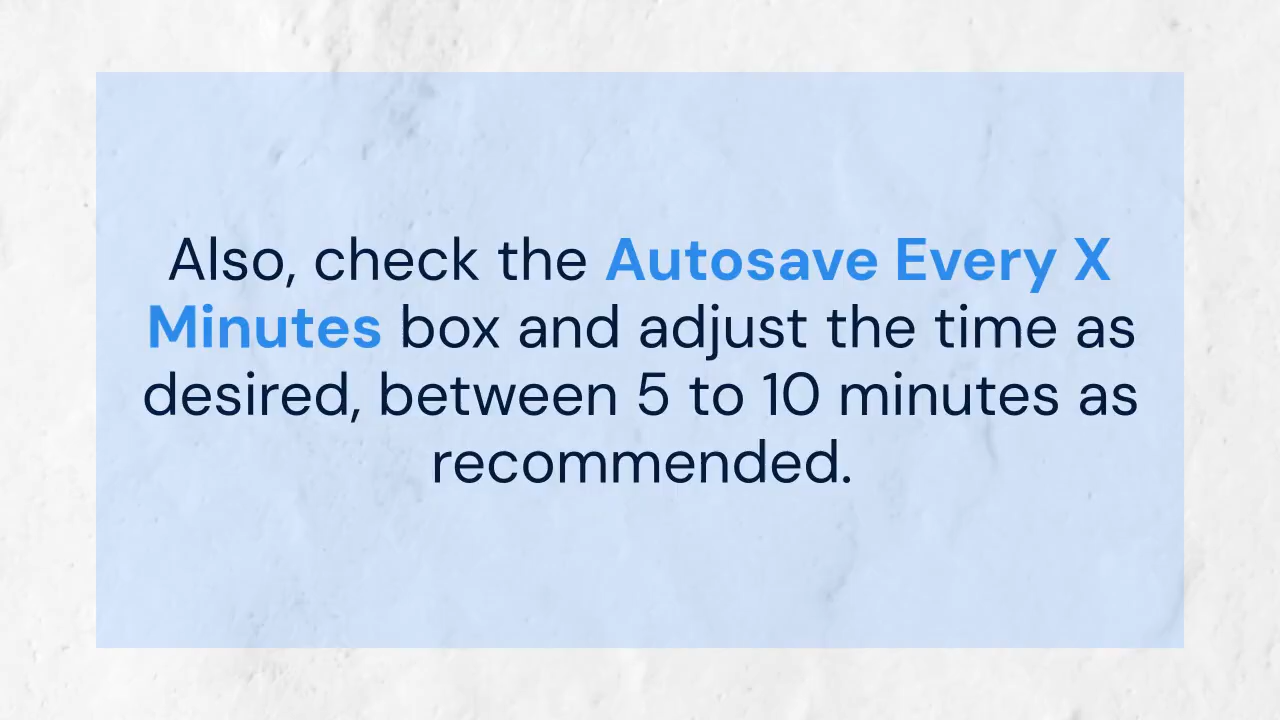 Also, check the Autosave Every X
Minutes box and adjust the time as
desired, between 5 to 10 minutes as
recommended.